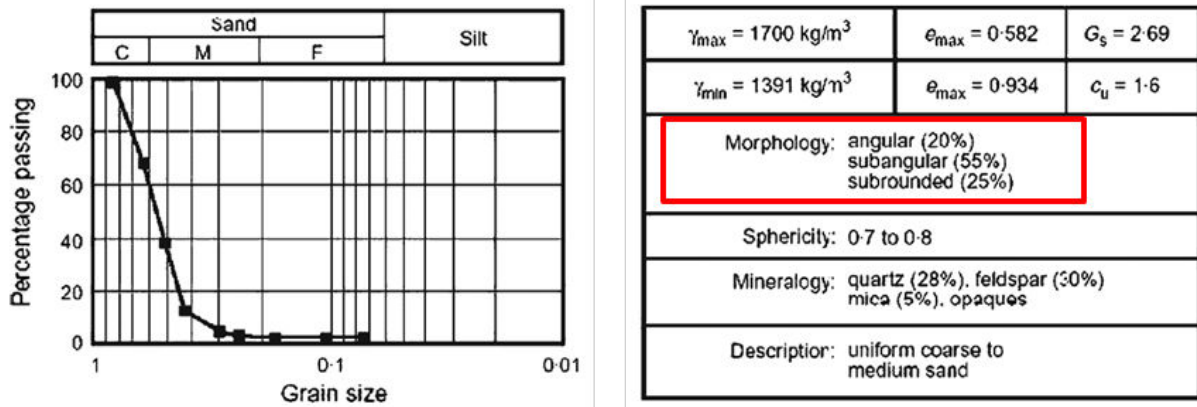 Sand
Silt
C M F
100
80
60
40
20
0
Percentage passing
1 0·1 0·01
Grain size
γmax = 1700 kg/m³ emax = 0·582 Gs = 2·69
γmin = 1391 kg/m³ emax = 0·934 cu = 1·6
Morphology: angular (20%)
subangular (55%)
subrounded (25%)
Sphericity: 0·7 to 0·8
Mineralogy: quartz (28%), feldspar (30%)
mica (5%), opaques
Description: uniform coarse to
medium sand